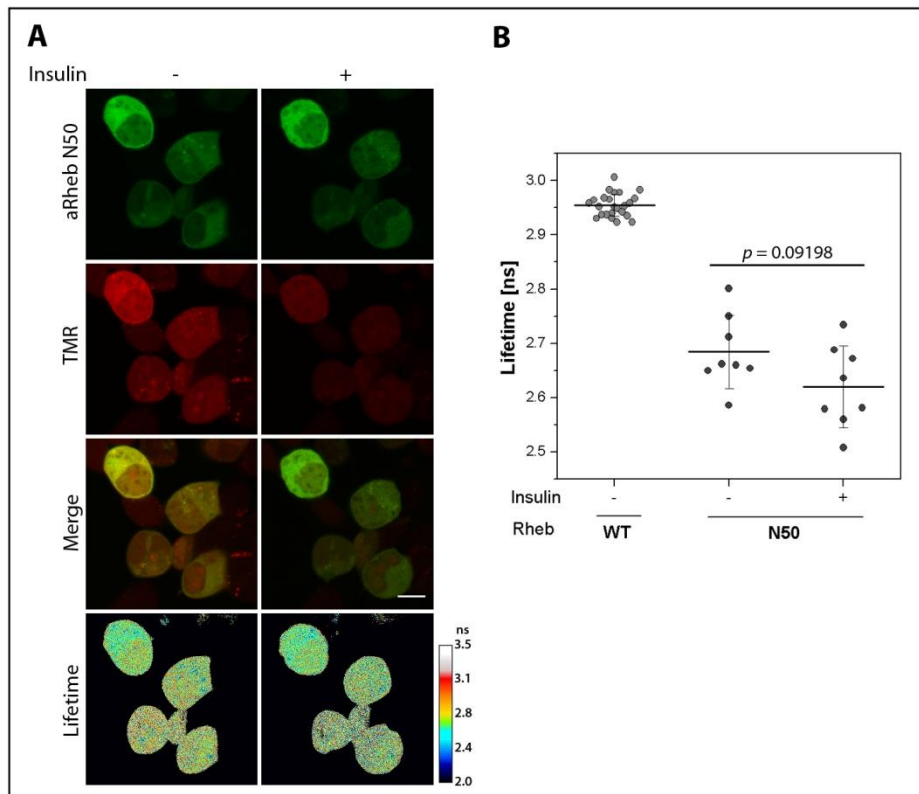 A
Insulin - +
aRheb N50
TMR
Merge
Lifetime
ns
3.5
3.1
2.8
2.4
2.0
B
Lifetime [ns]
3.0
2.9
2.8
2.7
2.6
2.5
p = 0.09198
Insulin - - +
Rheb WT N50